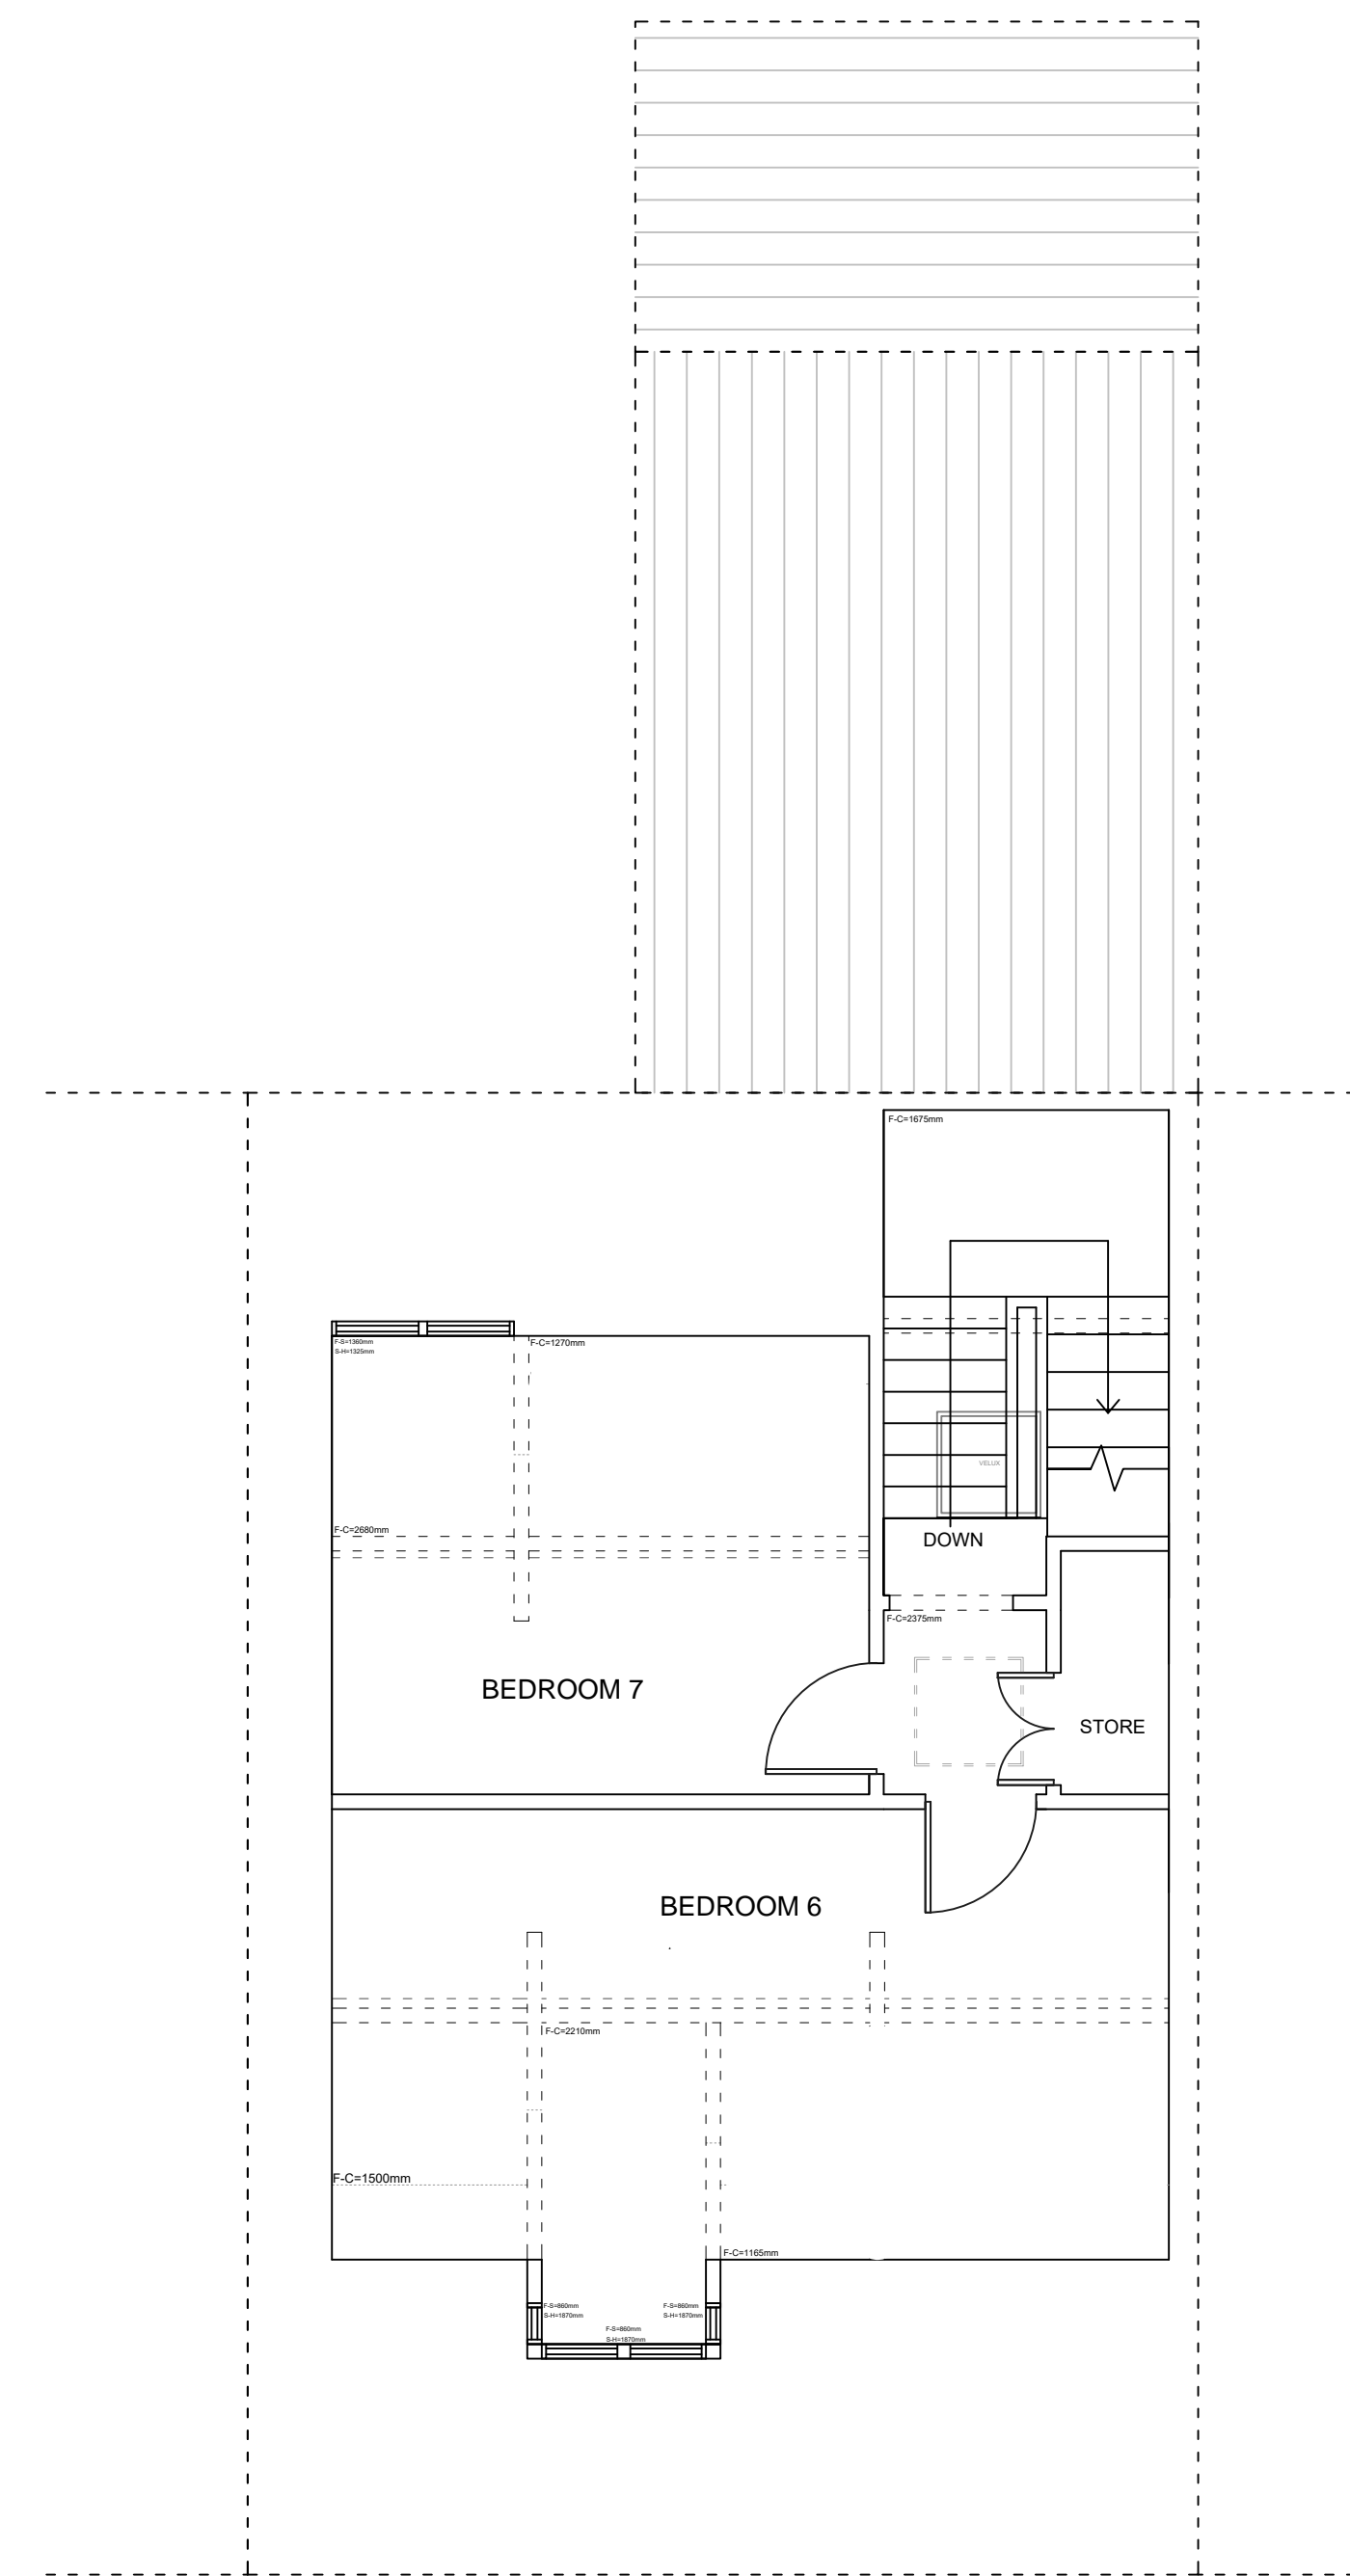 F-C=1675mm
F-S=1360mm
S-H=1325mm
F-C=1270mm
VELUX
F-C=2680mm
DOWN
F-C=2375mm
BEDROOM 7
STORE
BEDROOM 6
F-C=2210mm
F-C=1500mm
F-C=1165mm
F-S=860mm
S-H=1870mm
F-S=860mm
S-H=1870mm
F-S=860mm
S-H=1870mm